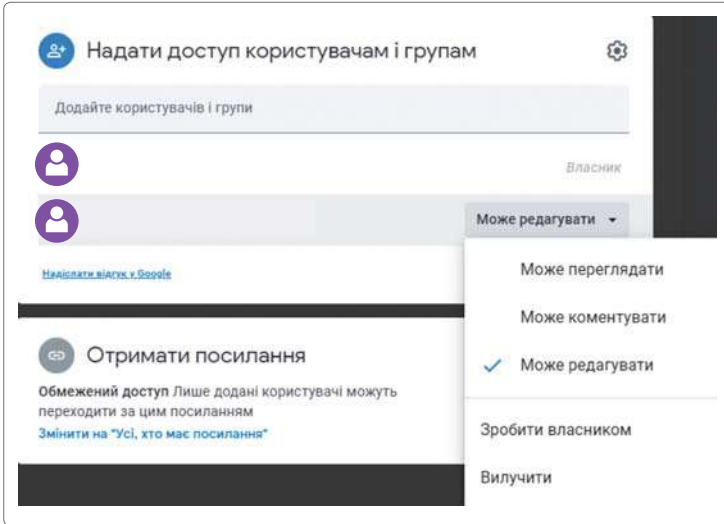 Надати доступ користувачам і групам
Додайте користувачів і групи
Власник
Може редагувати
Надіслати відгук у Google
Може переглядати
Може коментувати
Може редагувати
Зробити власником
Вилучити
Отримати посилання
Обмежений доступ Лише додані користувачі можуть
переходити за цим посиланням
Змінити на "Усі, хто має посилання"